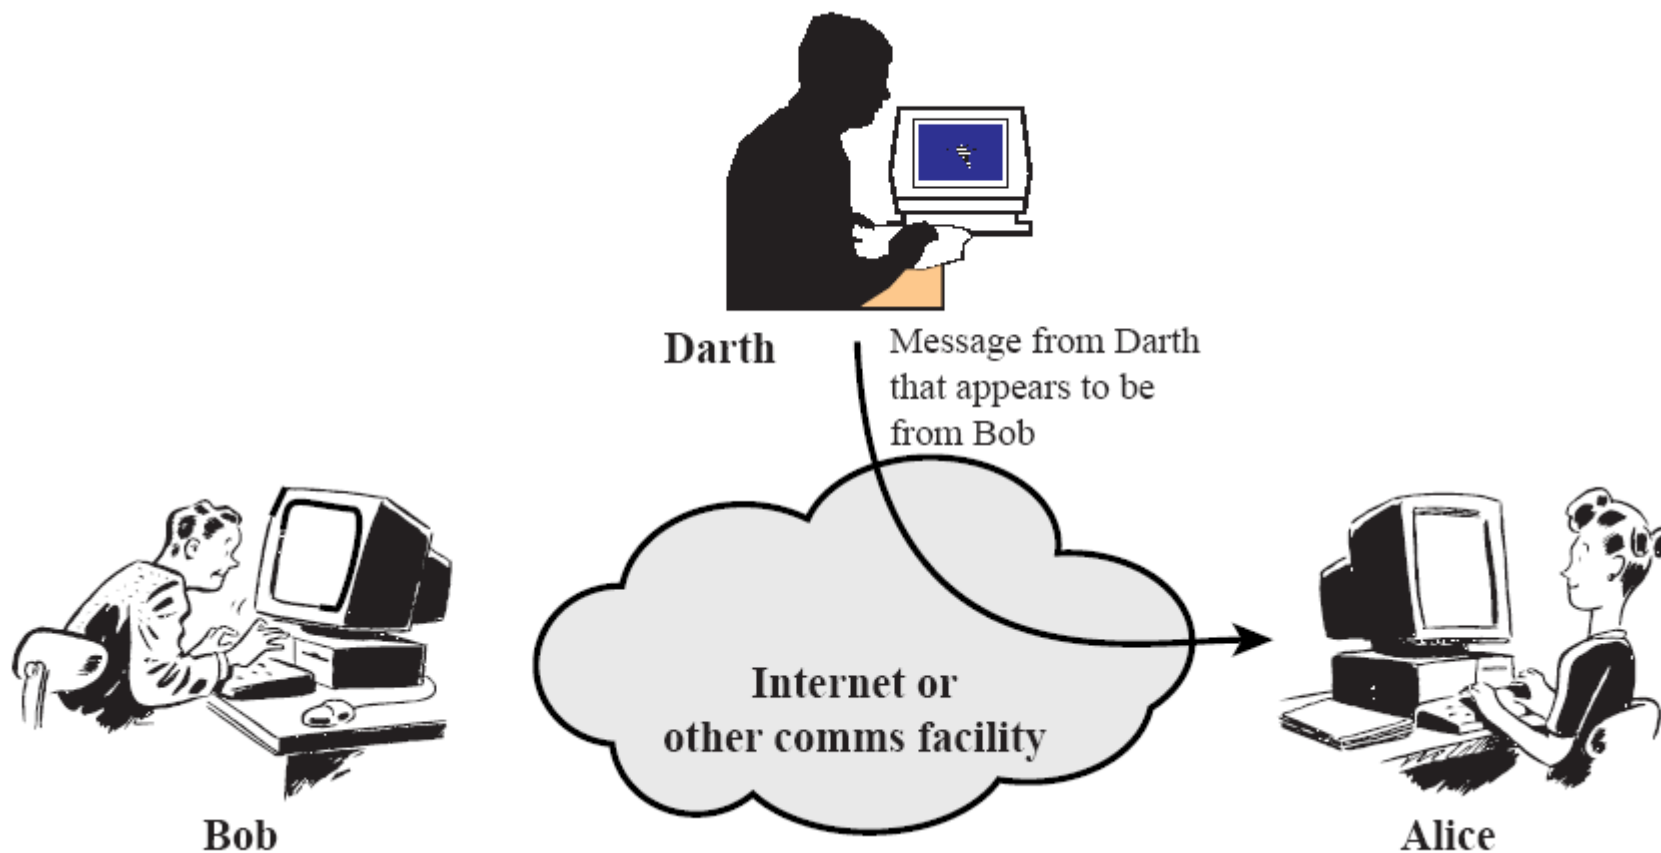 Darth
Message from Darth
that appears to be
from Bob
Internet or
other comms facility
Bob
Alice